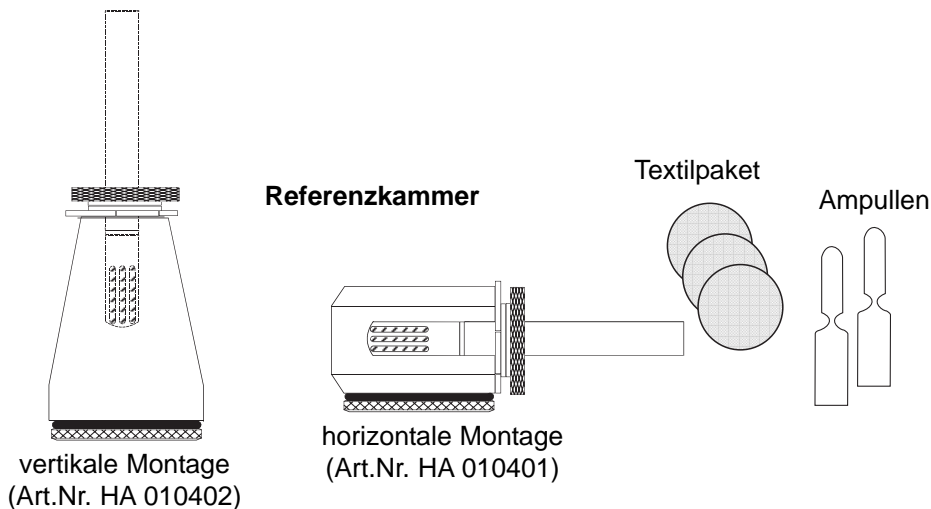 Referenzkammer
Textilpaket
Ampullen
vertikale Montage
(Art.Nr. HA 010402)
horizontale Montage
(Art.Nr. HA 010401)